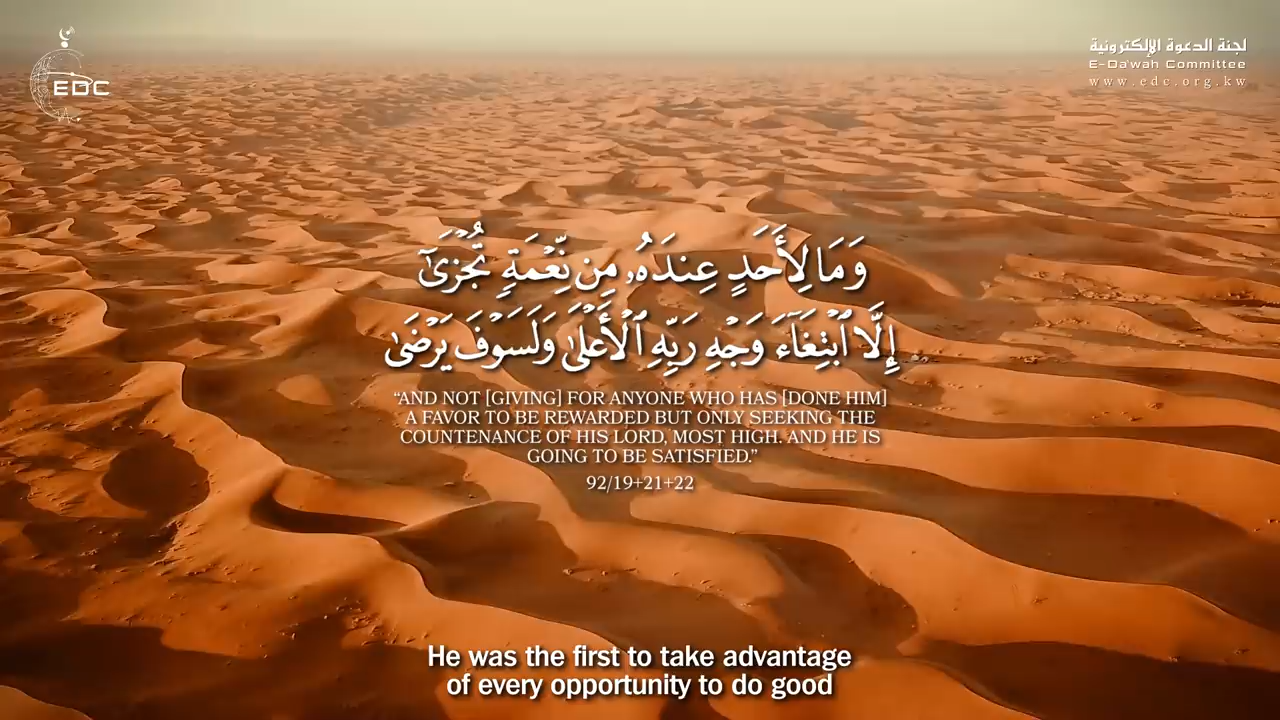 EDC
لجنة الدعوة الإلكترونية
E-Da'wah Committee
www.edc.org.kw
وَمَا لِأَحَدٍ عِندَهُۥ مِن نِّعْمَةٍ تُجْزَىٰٓ
إِلَّا ٱبْتِغَآءَ وَجْهِ رَبِّهِ ٱلْأَعْلَىٰ وَلَسَوْفَ يَرْضَىٰ
“AND NOT [GIVING] FOR ANYONE WHO HAS [DONE HIM]
A FAVOR TO BE REWARDED BUT ONLY SEEKING THE
COUNTENANCE OF HIS LORD, MOST HIGH. AND HE IS
GOING TO BE SATISFIED.”
92/19+21+22
He was the first to take advantage
of every opportunity to do good